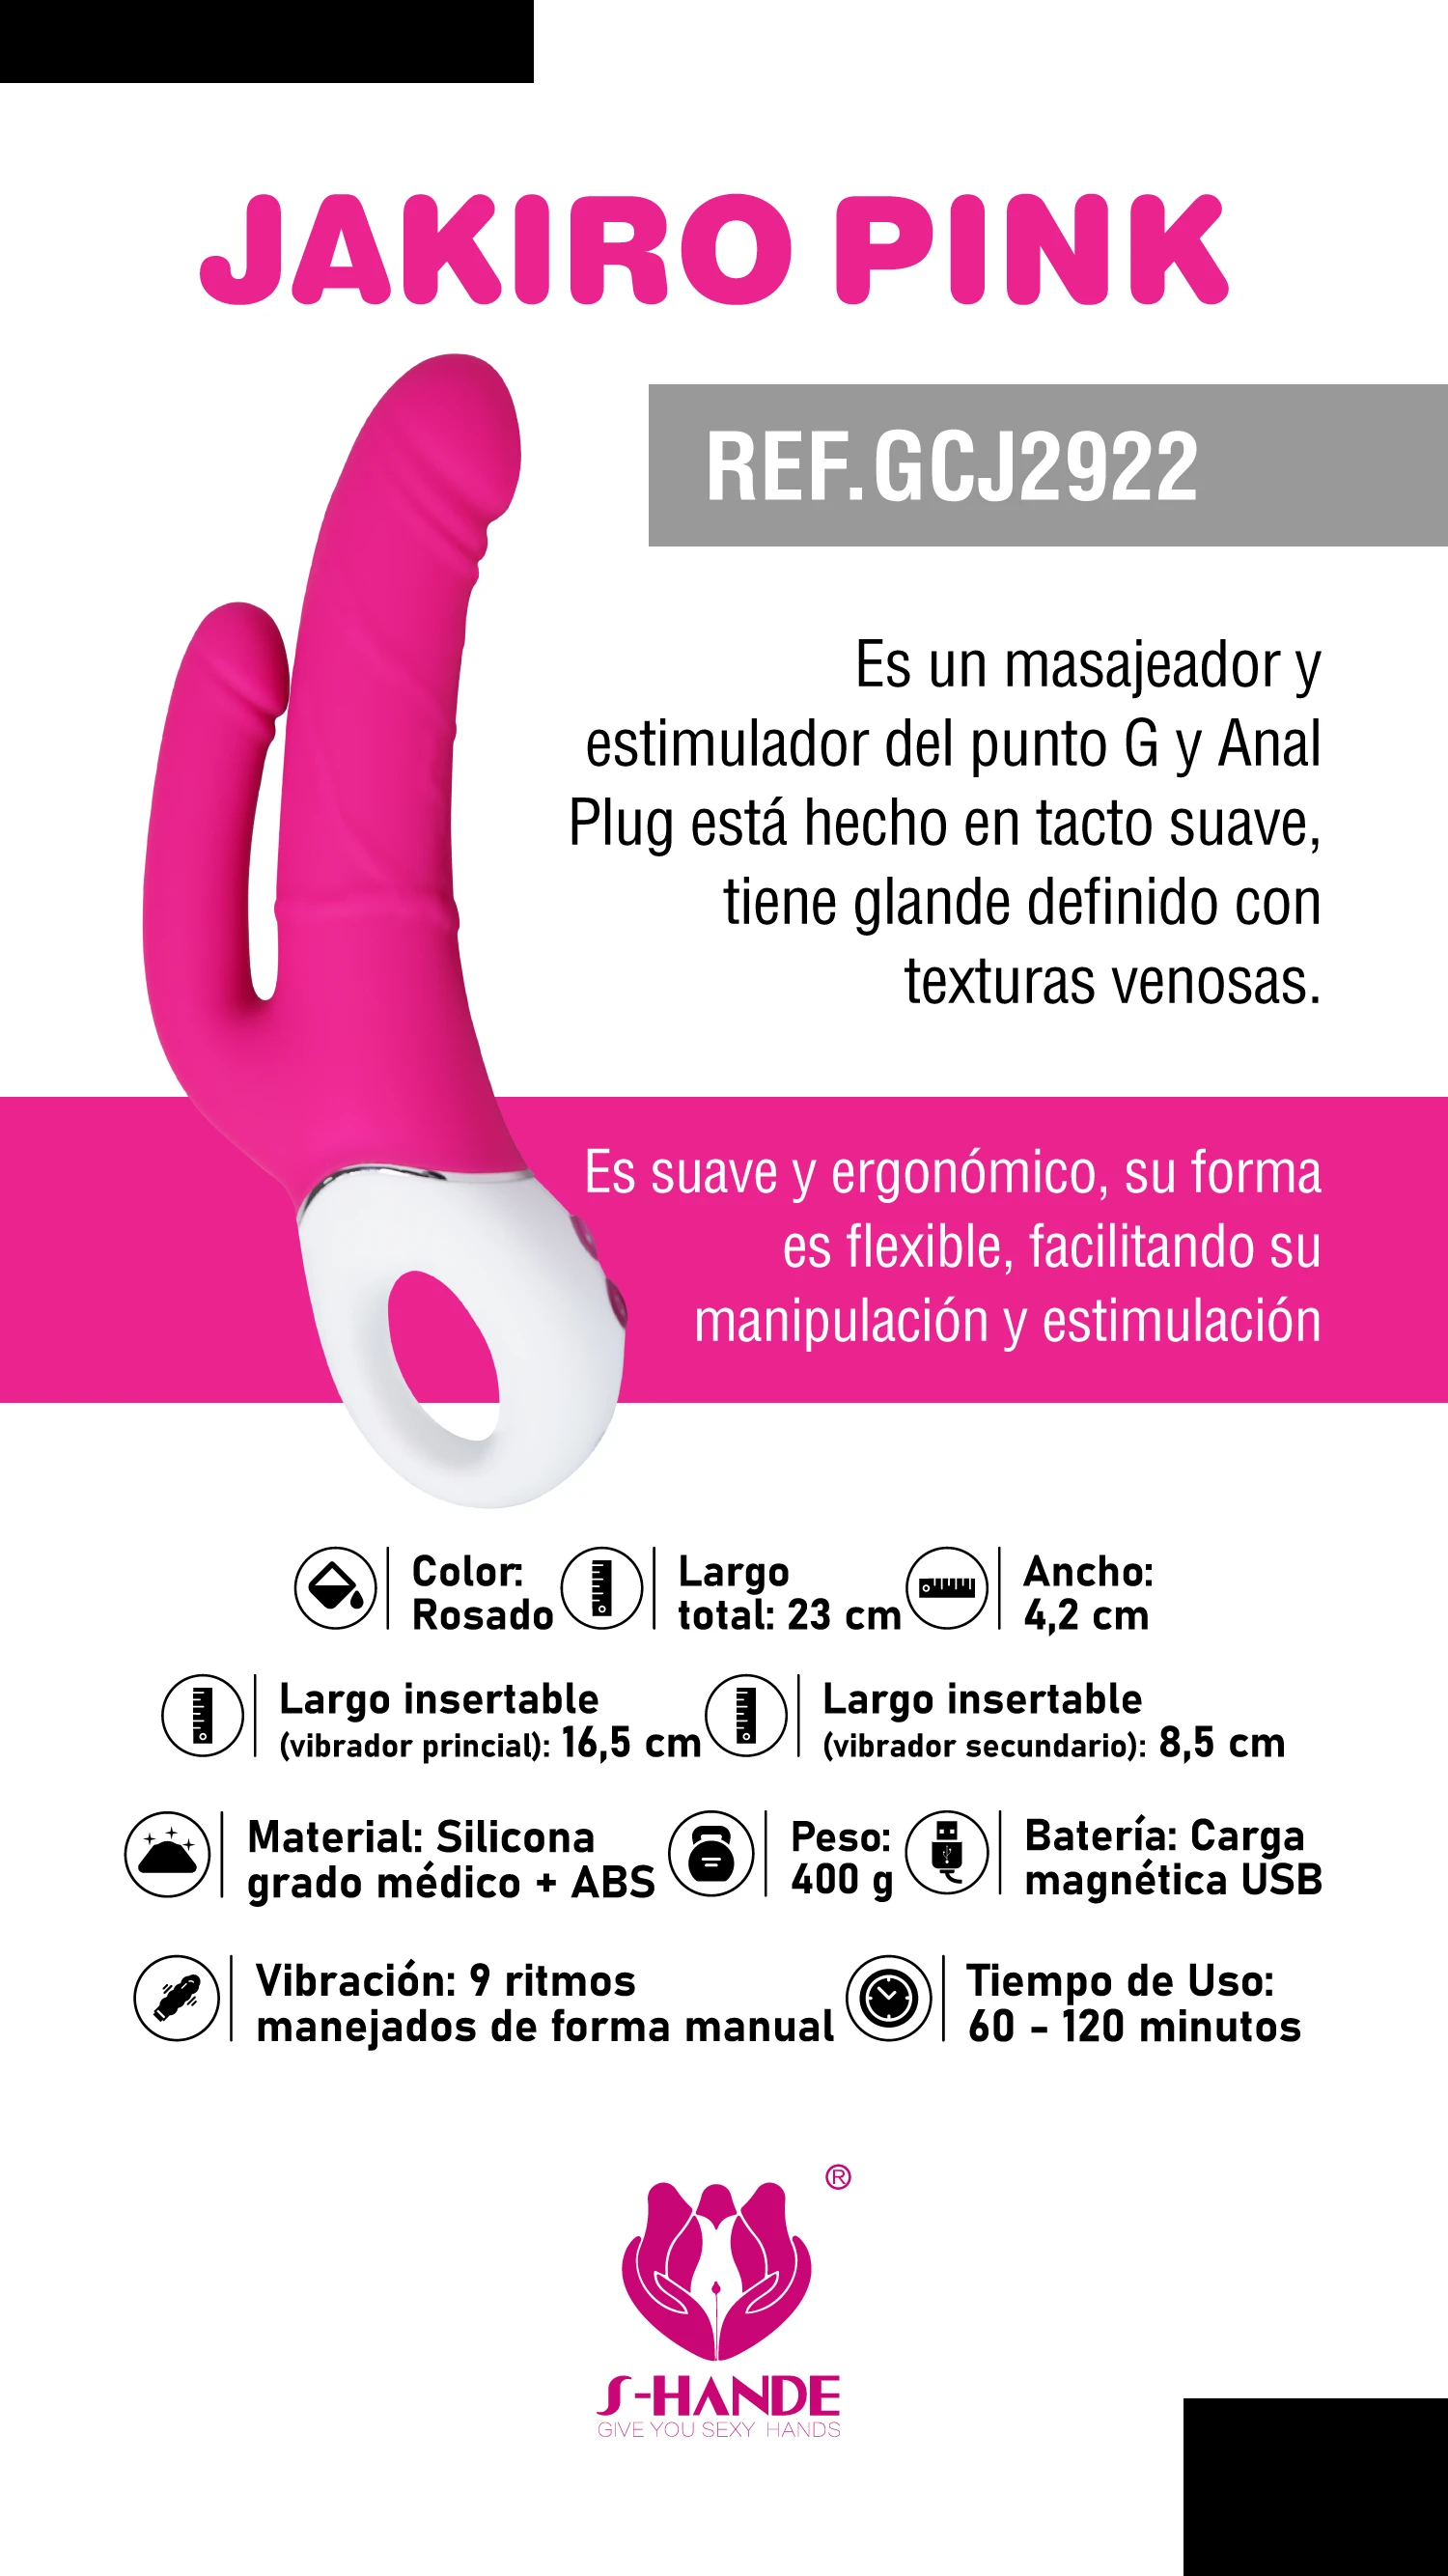 JAKIRO PINK
REF.GCJ2922
Es un masajeador y
estimulador del punto G y Anal
Plug está hecho en tacto suave,
tiene glande definido con
texturas venosas.
Es suave y ergonómico, su forma
es flexible, facilitando su
manipulación y estimulación
Color:
Rosado
Largo
total: 23 cm
Ancho:
4,2 cm
Largo insertable
(vibrador princial): 16,5 cm
Largo insertable
(vibrador secundario): 8,5 cm
Material: Silicona
grado médico + ABS
Peso:
400 g
Batería: Carga
magnética USB
Vibración: 9 ritmos
manejados de forma manual
Tiempo de Uso:
60 - 120 minutos
®
S-HANDE
GIVE YOU SEXY HANDS